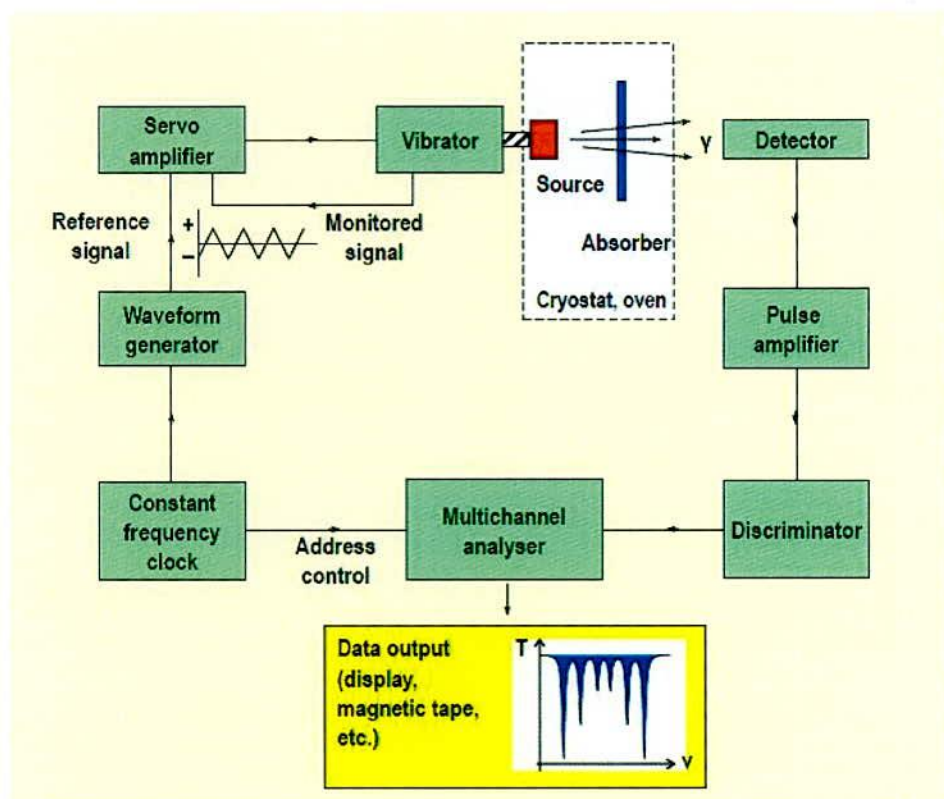 Servo
amplifier
Vibrator
Source
Absorber
Cryostat, oven
γ
Detector
Reference
signal
+
−
Monitored
signal
Waveform
generator
Pulse
amplifier
Constant
frequency
clock
Address
control
Multichannel
analyser
Discriminator
Data output
(display,
magnetic tape,
etc.)
T
v